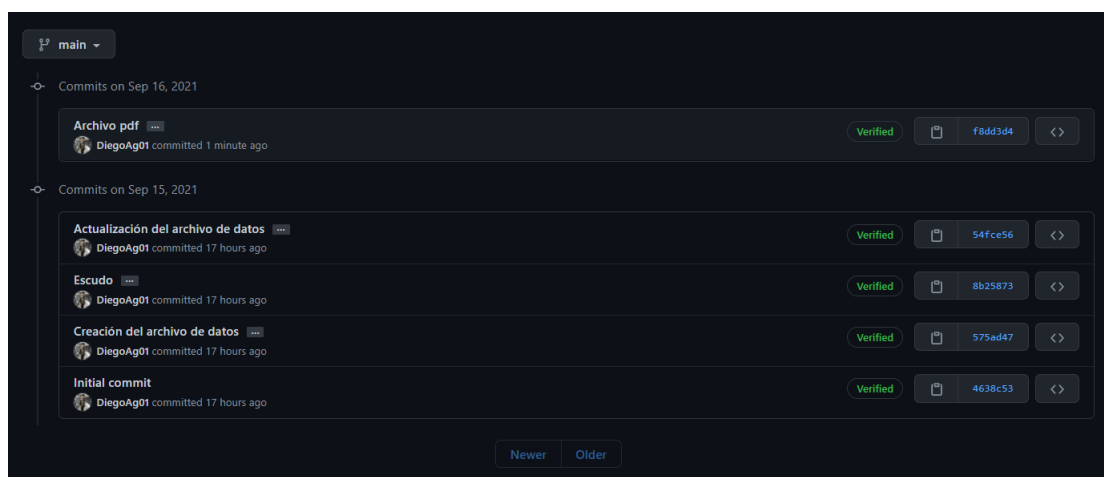 main
Commits on Sep 16, 2021
Archivo pdf ...
DiegoAg01 committed 1 minute ago
Verified
f8dd3d4
Commits on Sep 15, 2021
Actualización del archivo de datos ...
DiegoAg01 committed 17 hours ago
Verified
54fce56
Escudo ...
DiegoAg01 committed 17 hours ago
Verified
8b25873
Creación del archivo de datos ...
DiegoAg01 committed 17 hours ago
Verified
575ad47
Initial commit
DiegoAg01 committed 17 hours ago
Verified
4638c53
Newer Older